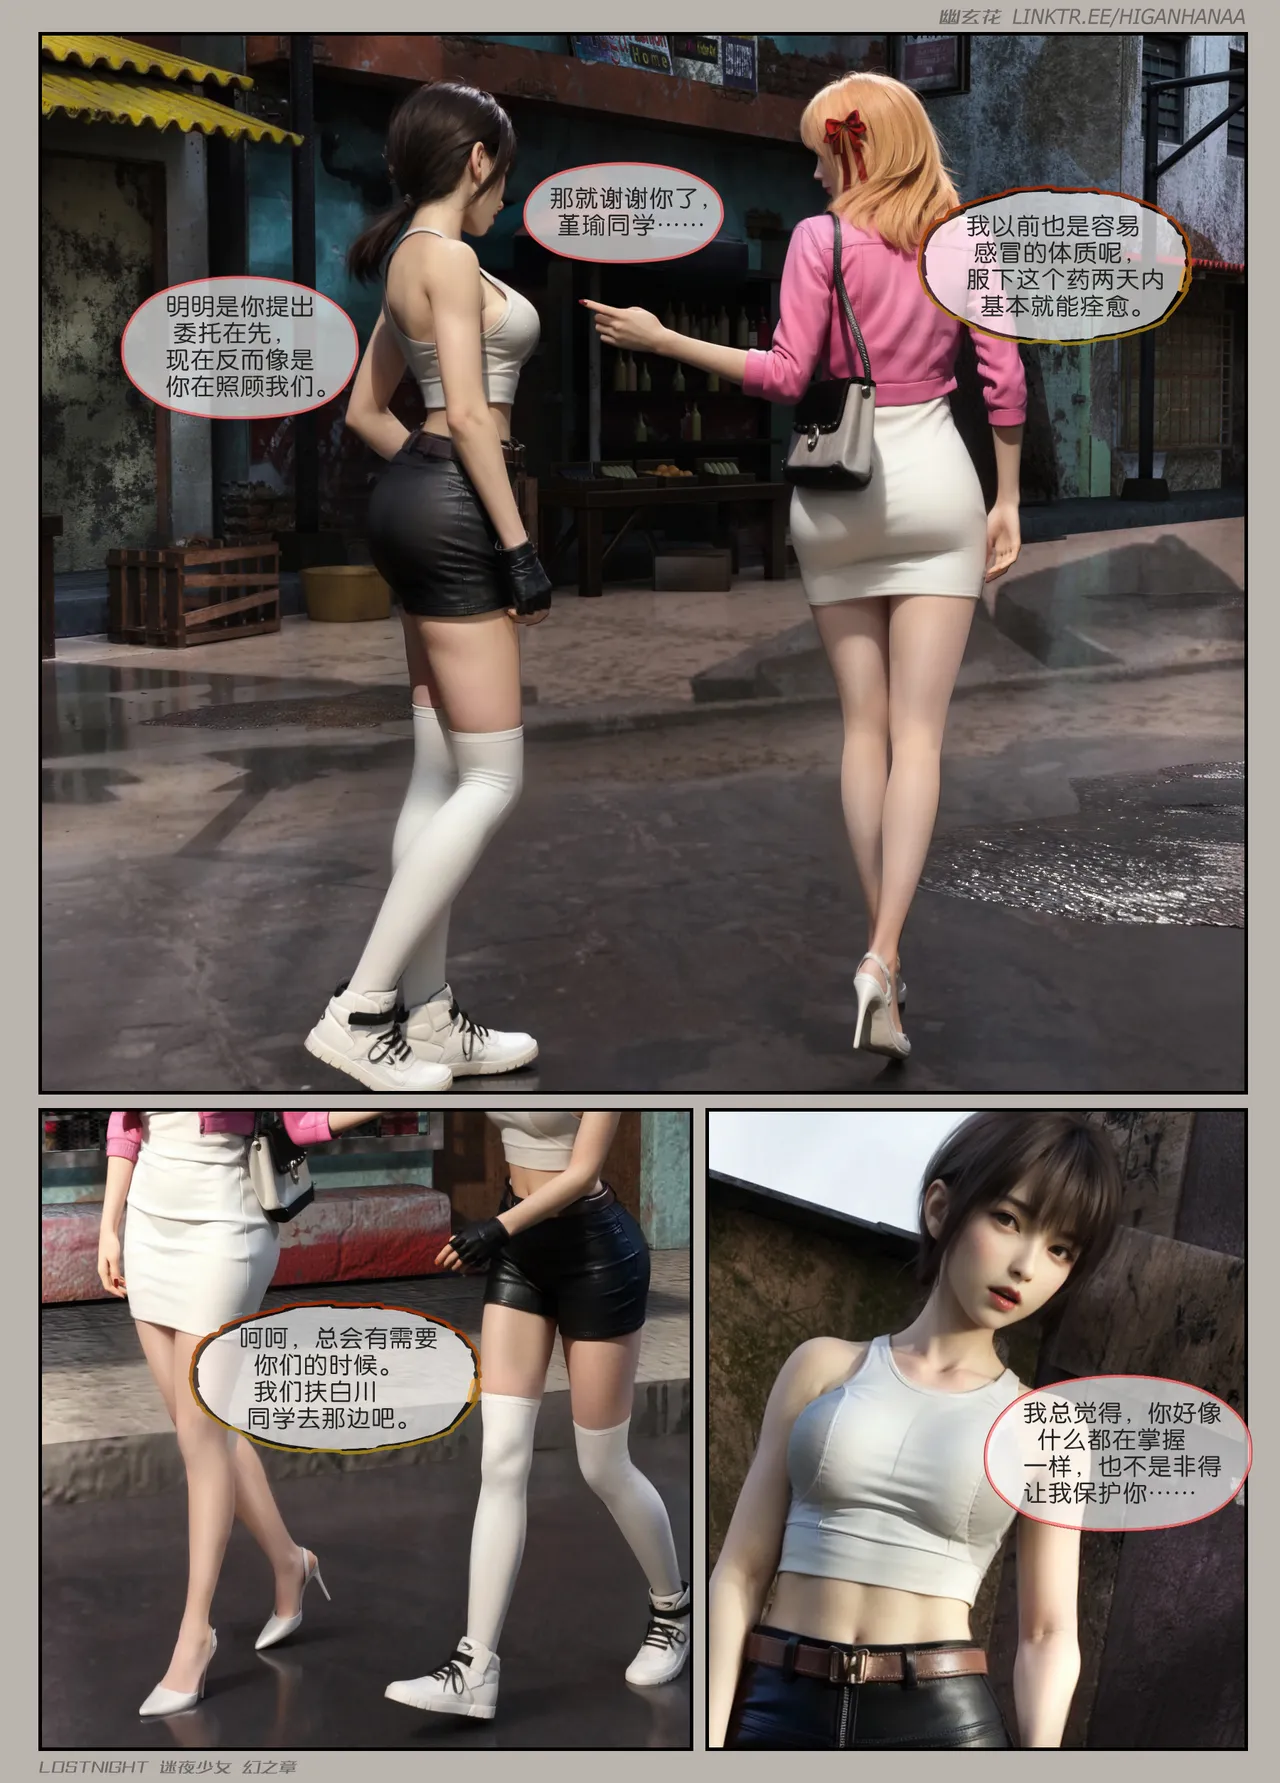 幽玄花 LINKTR.EE/HIGANHANAA
Home
我以前也是容易
感冒的体质呢，
服下这个药两天内
基本就能痊愈。
那就谢谢你了，
堇瑜同学……
明明是你提出
委托在先，
现在反而像是
你在照顾我们。
呵呵，总会有需要
你们的时候。
我们扶白川
同学去那边吧。
我总觉得，你好像
什么都在掌握
一样，也不是非得
让我保护你……
LOSTNIGHT 迷夜少女 幻之章